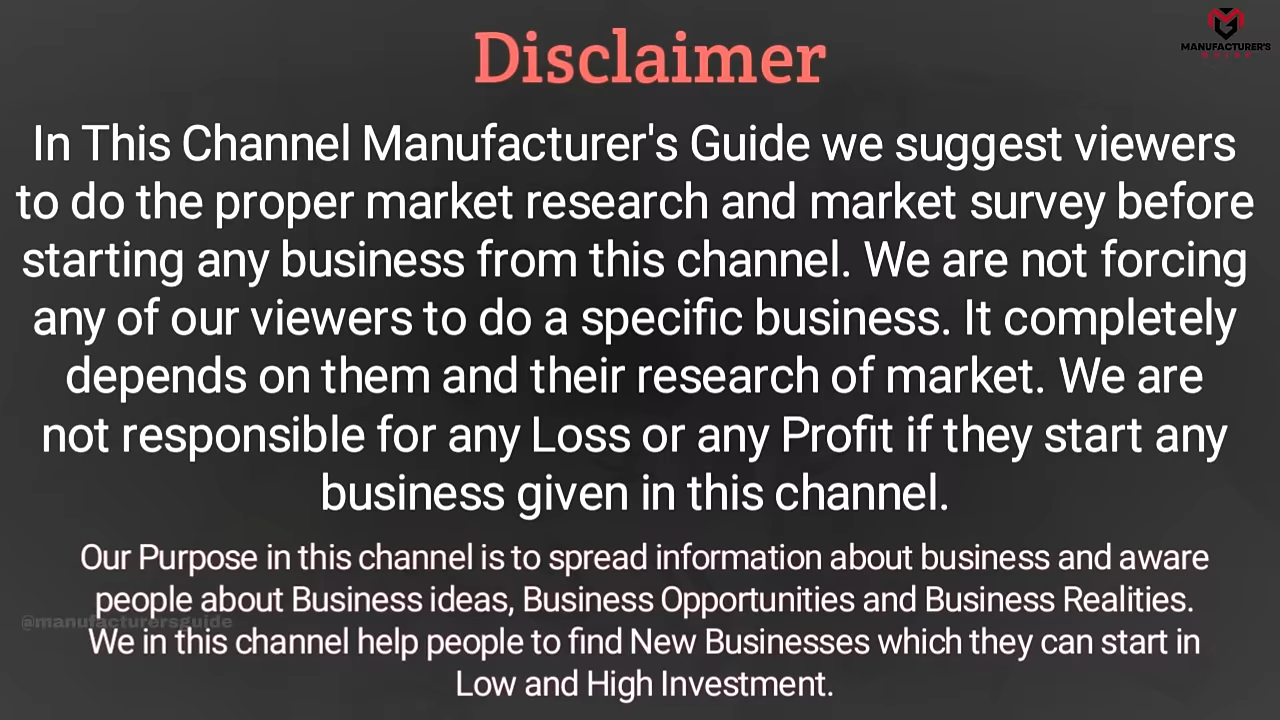 Disclaimer
MANUFACTURER'S
GUIDE
In This Channel Manufacturer's Guide we suggest viewers
to do the proper market research and market survey before
starting any business from this channel. We are not forcing
any of our viewers to do a specific business. It completely
depends on them and their research of market. We are
not responsible for any Loss or any Profit if they start any
business given in this channel.
Our Purpose in this channel is to spread information about business and aware
people about Business ideas, Business Opportunities and Business Realities.
@manufacturersguide
We in this channel help people to find New Businesses which they can start in
Low and High Investment.